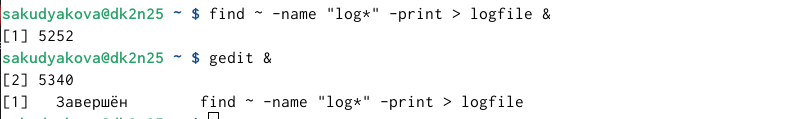 sakudyakova@dk2n25 ~ $ find ~ -name "log*" -print > logfile &
[1] 5252
sakudyakova@dk2n25 ~ $ gedit &
[2] 5340
[1]   Завершён        find ~ -name "log*" -print > logfile